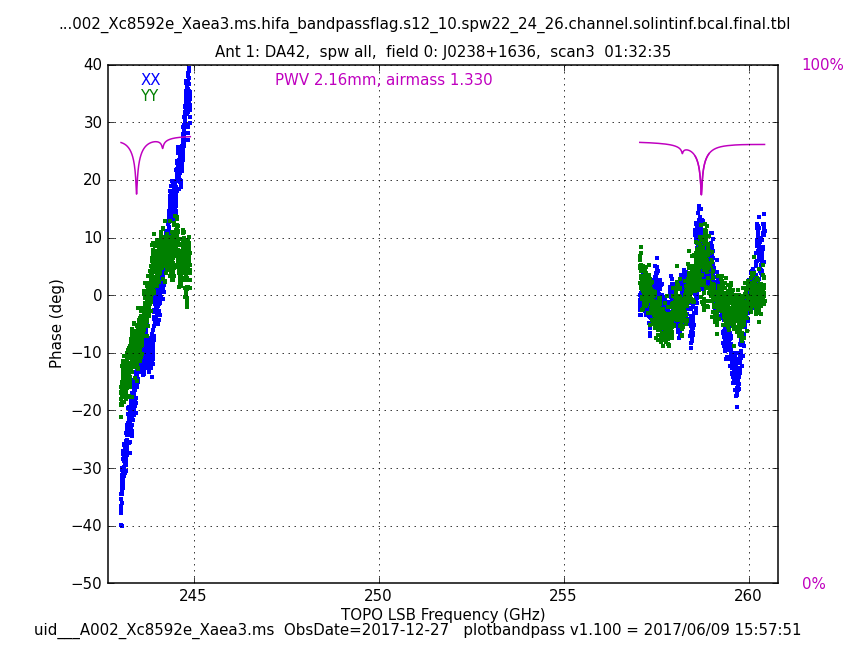 ...002_Xc8592e_Xaea3.ms.hifa_bandpassflag.s12_10.spw22_24_26.channel.solintinf.bcal.final.tbl
Ant 1: DA42, spw all, field 0: J0238+1636, scan3 01:32:35
40
XX
PWV 2.16mm, airmass 1.330
100%
YY
30
20
10
0
Phase (deg)
−10
−20
−30
−40
−50
0%
245
250
255
260
TOPO LSB Frequency (GHz)
uid___A002_Xc8592e_Xaea3.ms ObsDate=2017-12-27 plotbandpass v1.100 = 2017/06/09 15:57:51